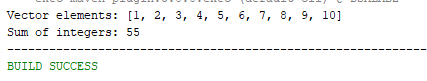 Vector elements: [1, 2, 3, 4, 5, 6, 7, 8, 9, 10]
Sum of integers: 55
------------------------------------------------------------------------
BUILD SUCCESS